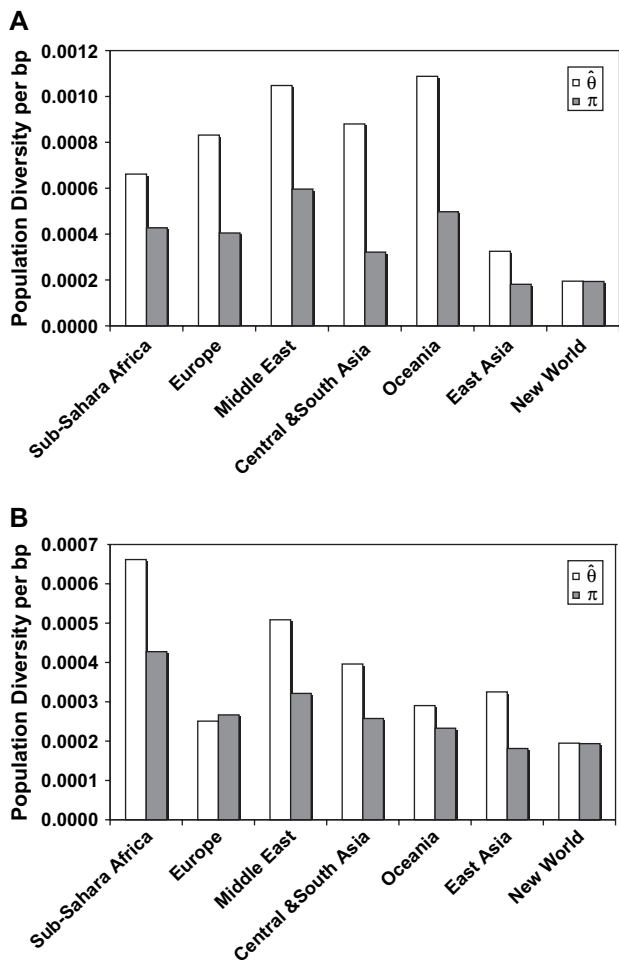 A
Population Diversity per bp
0.0012
0.0010
0.0008
0.0006
0.0004
0.0002
0.0000
θ̂
π
Sub-Sahara Africa
Europe
Middle East
Central &South Asia
Oceania
East Asia
New World
B
Population Diversity per bp
0.0007
0.0006
0.0005
0.0004
0.0003
0.0002
0.0001
0.0000
θ̂
π
Sub-Sahara Africa
Europe
Middle East
Central &South Asia
Oceania
East Asia
New World